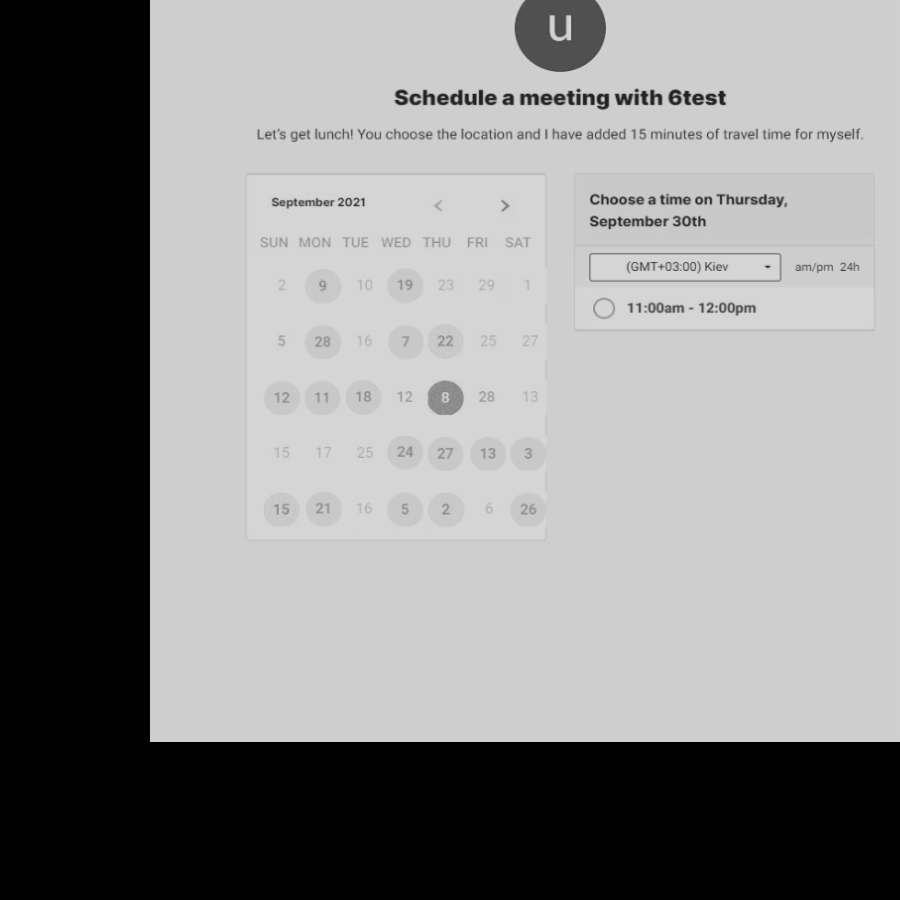 u
Schedule a meeting with 6test
Let's get lunch! You choose the location and I have added 15 minutes of travel time for myself.
September 2021 < >
SUN MON TUE WED THU FRI SAT
2 9 10 19 23 29 1
5 28 16 7 22 25 27
12 11 18 12 8 28 13
15 17 25 24 27 13 3
15 21 16 5 2 6 26
Choose a time on Thursday,
September 30th
(GMT+03:00) Kiev am/pm 24h
11:00am - 12:00pm